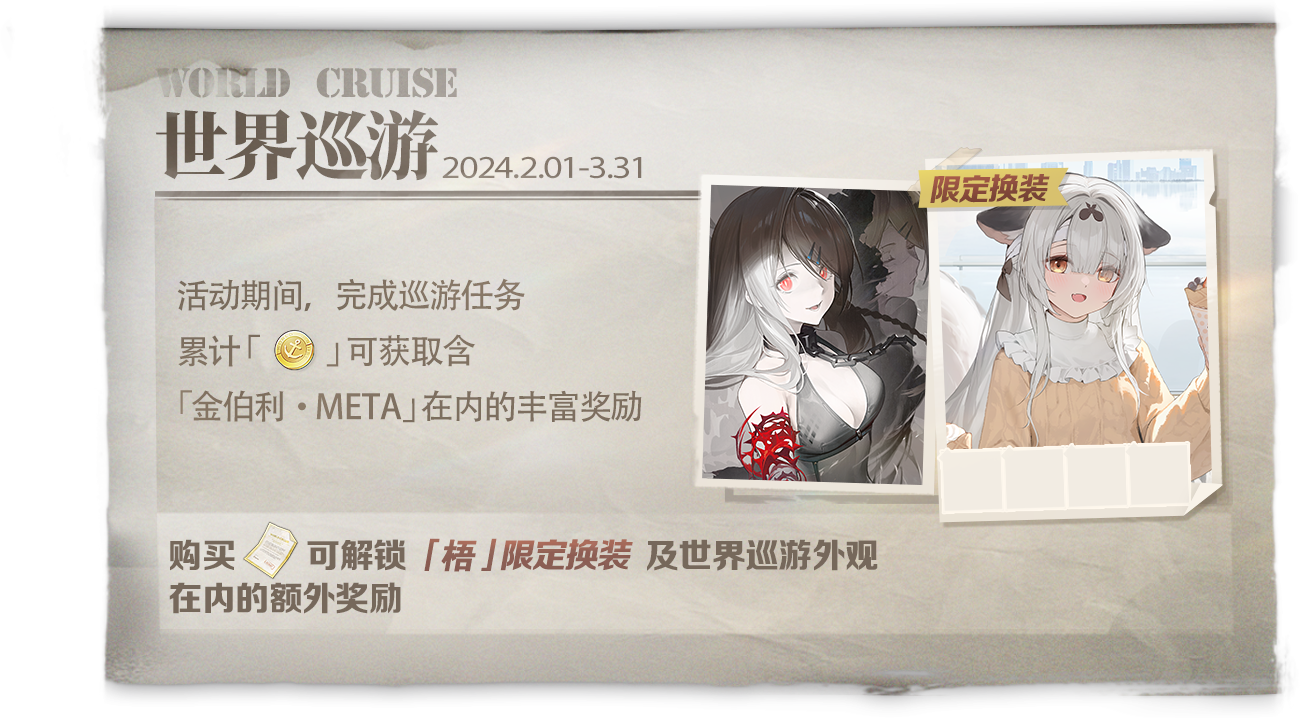 WORLD CRUISE
世界巡游 2024.2.01-3.31
限定换装
活动期间，完成巡游任务
累计「 」可获取含
「金伯利·META」在内的丰富奖励
购买 可解锁「梧」限定换装 及世界巡游外观
在内的额外奖励